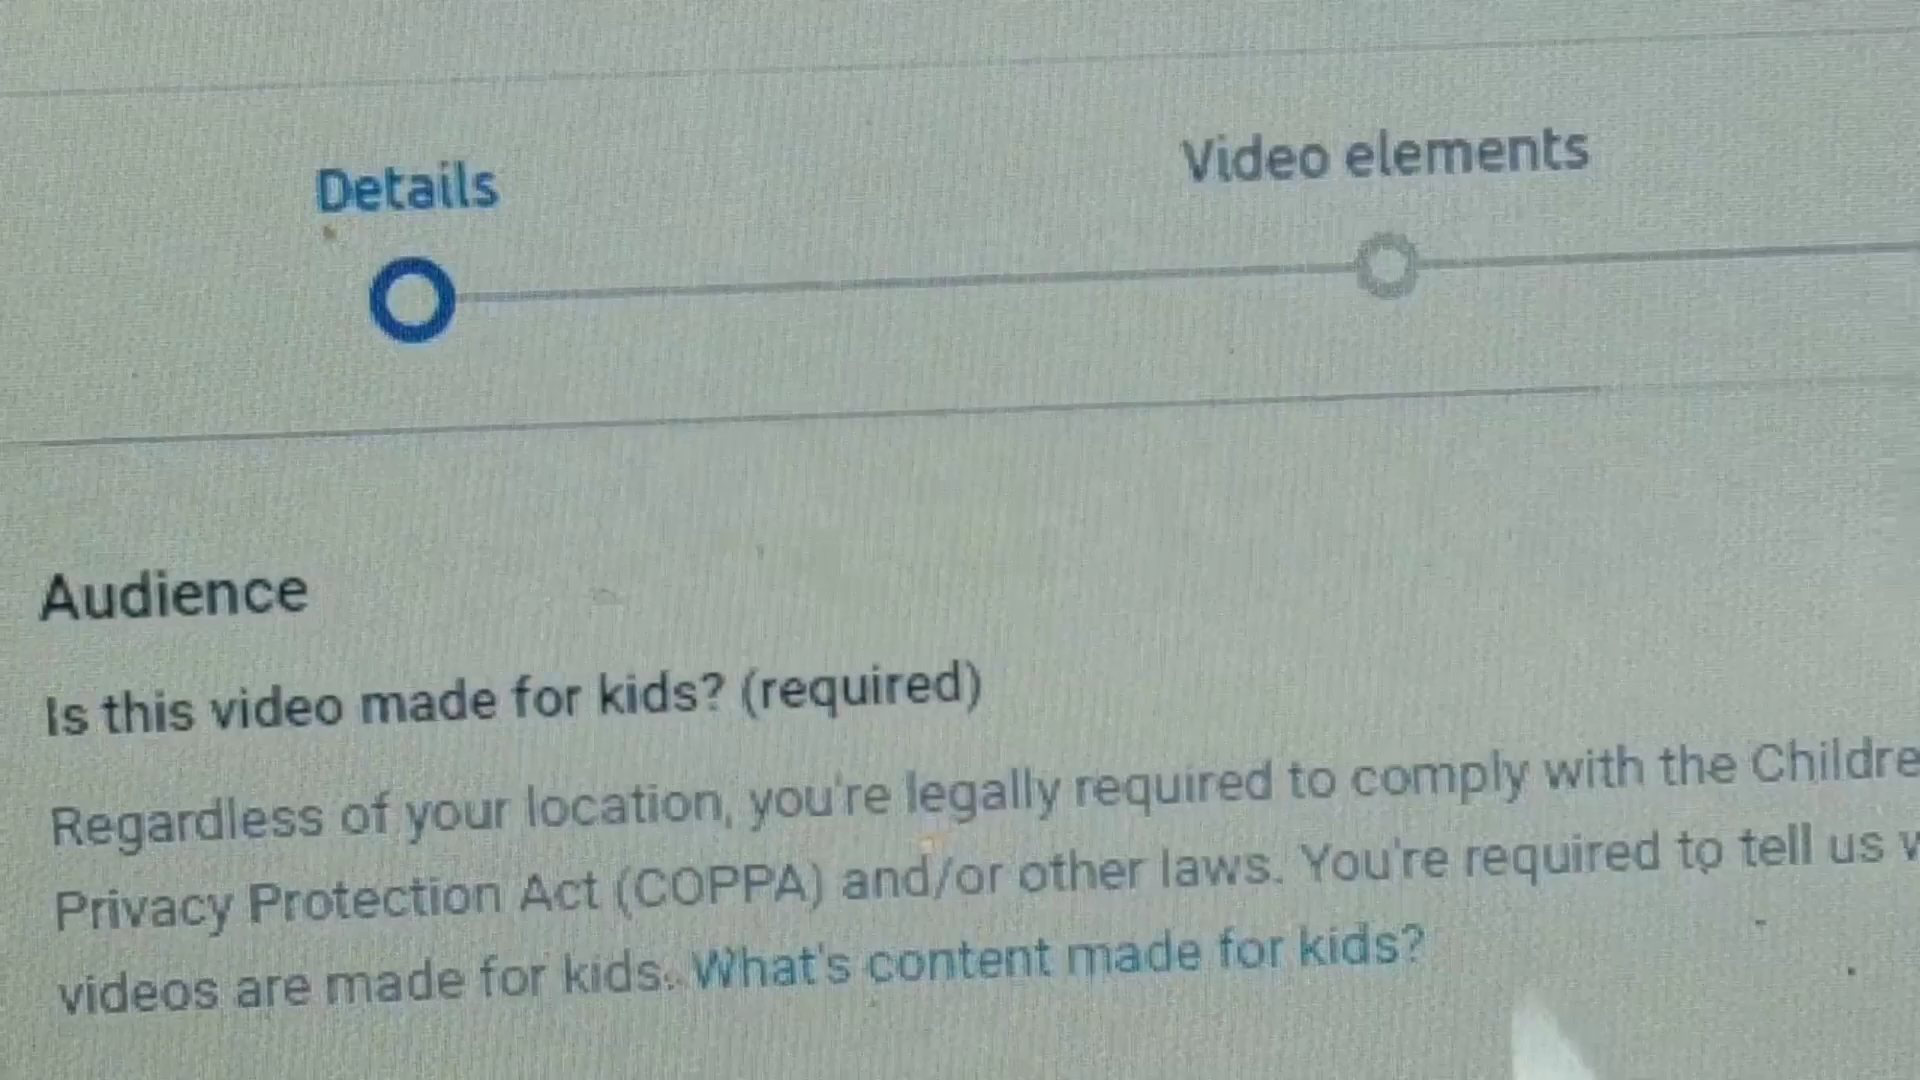 Details
Video elements
Audience
Is this video made for kids? (required)
Regardless of your location, you're legally required to comply with the Childre
Privacy Protection Act (COPPA) and/or other laws. You're required to tell us
videos are made for kids. What's content made for kids?